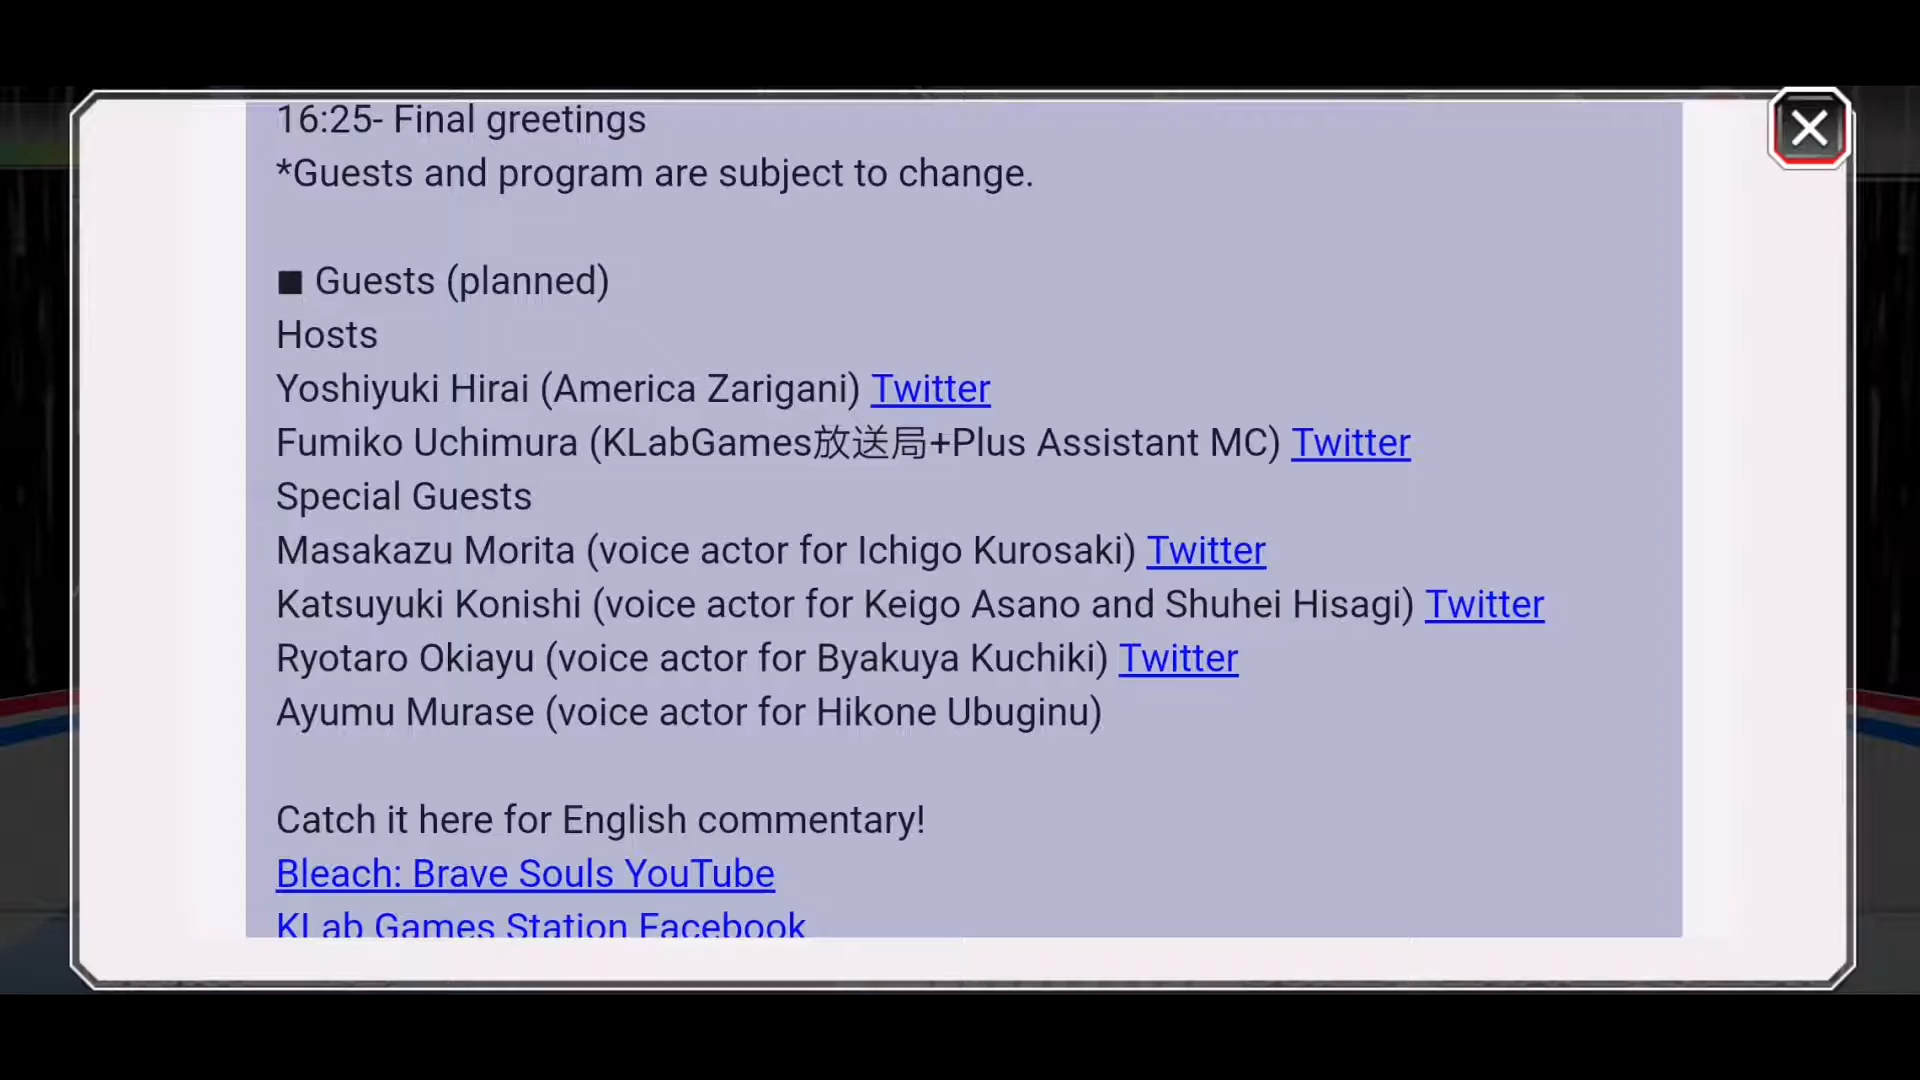 16:25- Final greetings
*Guests and program are subject to change.
■ Guests (planned)
Hosts
Yoshiyuki Hirai (America Zarigani) Twitter
Fumiko Uchimura (KLabGames放送局+Plus Assistant MC) Twitter
Special Guests
Masakazu Morita (voice actor for Ichigo Kurosaki) Twitter
Katsuyuki Konishi (voice actor for Keigo Asano and Shuhei Hisagi) Twitter
Ryotaro Okiayu (voice actor for Byakuya Kuchiki) Twitter
Ayumu Murase (voice actor for Hikone Ubuginu)
Catch it here for English commentary!
Bleach: Brave Souls YouTube
KLab Games Station Facebook